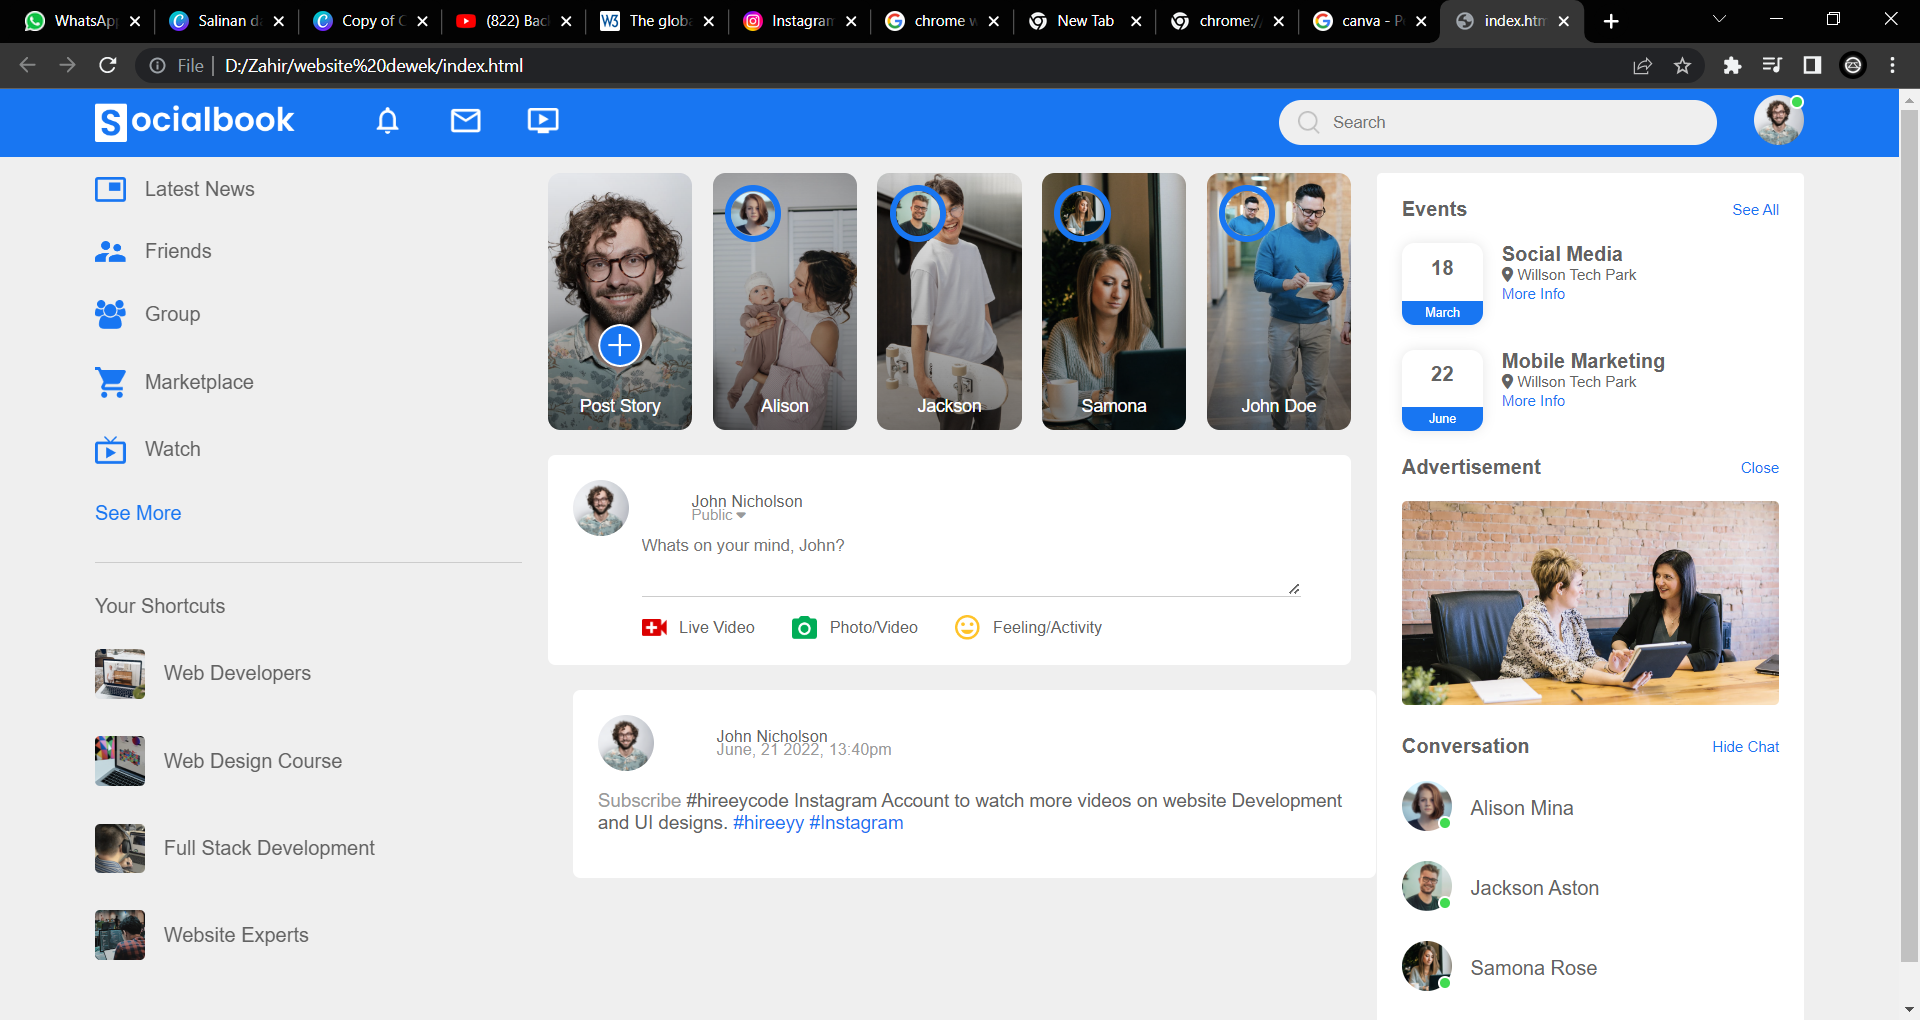 WhatsApp
Salinan d
Copy of C
(822) Bac
The globa
Instagram
chrome w
New Tab
chrome:/
canva - P
index.htm
File
D:/Zahir/website%20dewek/index.html
Socialbook
Search
Latest News
Friends
Group
Marketplace
Watch
See More
Your Shortcuts
Web Developers
Web Design Course
Full Stack Development
Website Experts
Post Story
Alison
Jackson
Samona
John Doe
John Nicholson
Public
Whats on your mind, John?
Live Video
Photo/Video
Feeling/Activity
John Nicholson
June, 21 2022, 13:40pm
Subscribe #hireeycode Instagram Account to watch more videos on website Development
and UI designs. #hireeyy #Instagram
Events
See All
18
March
Social Media
Willson Tech Park
More Info
22
June
Mobile Marketing
Willson Tech Park
More Info
Advertisement
Close
Conversation
Hide Chat
Alison Mina
Jackson Aston
Samona Rose